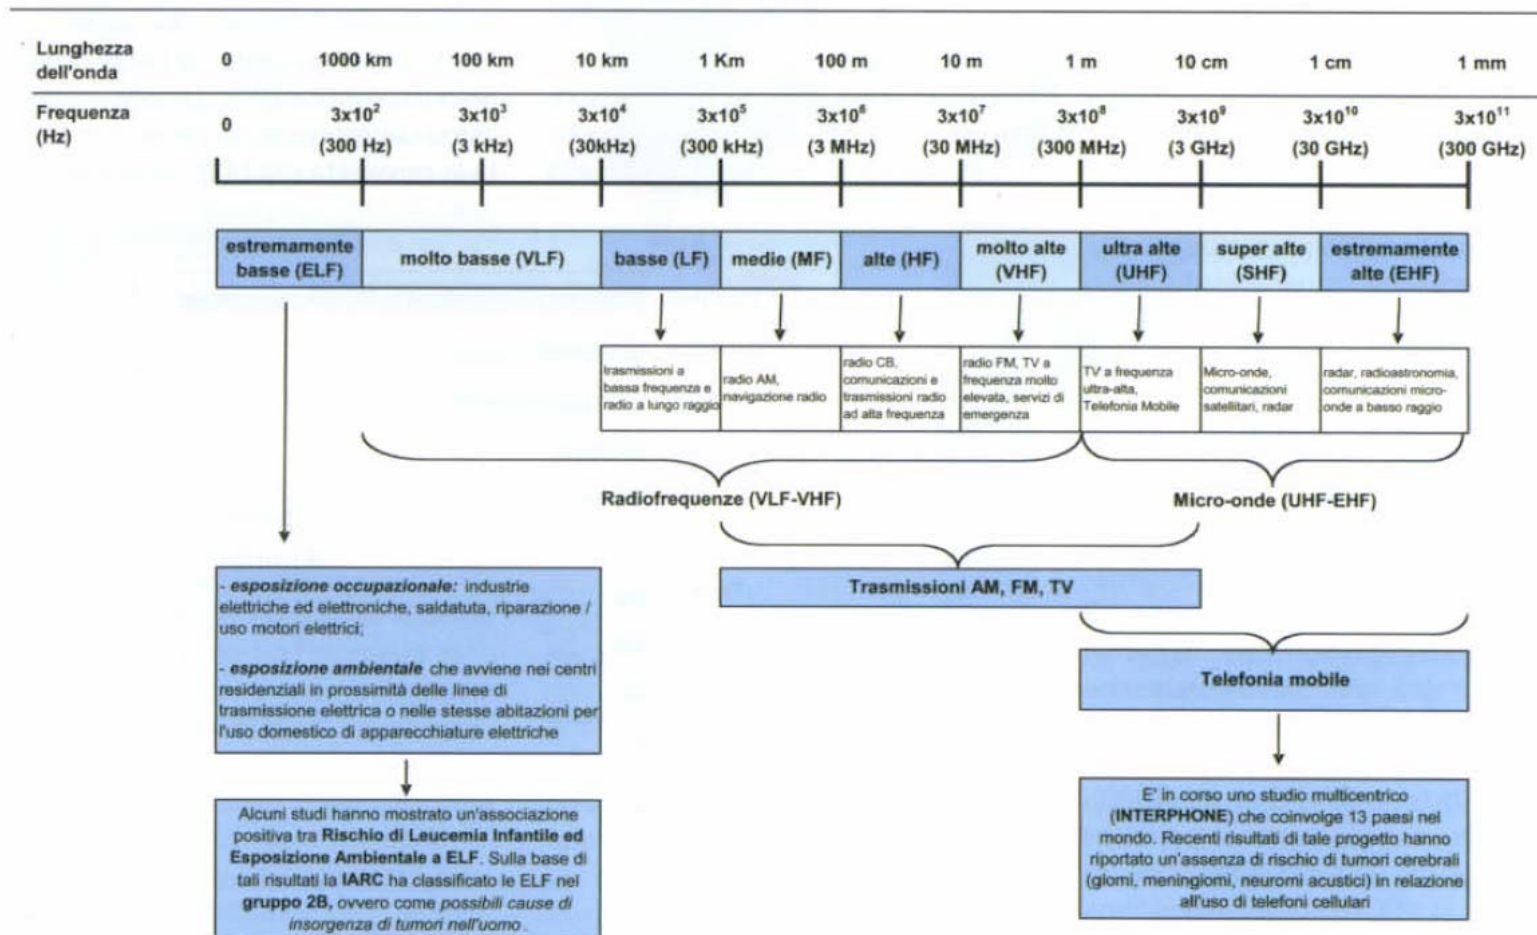 Lunghezza
dell'onda
0 1000 km 100 km 10 km 1 Km 100 m 10 m 1 m 10 cm 1 cm 1 mm
Frequenza
(Hz)
0 3x10² 3x10³ 3x10⁴ 3x10⁵ 3x10⁶ 3x10⁷ 3x10⁸ 3x10⁹ 3x10¹⁰ 3x10¹¹
(300 Hz) (3 kHz) (30kHz) (300 kHz) (3 MHz) (30 MHz) (300 MHz) (3 GHz) (30 GHz) (300 GHz)
estremamente
basse (ELF)
molto basse (VLF)
basse (LF)
medie (MF)
alte (HF)
molto alte
(VHF)
ultra alte
(UHF)
super alte
(SHF)
estremamente
alte (EHF)
trasmissioni a
bassa frequenza e
radio a lungo raggio
radio AM,
navigazione radio
radio CB,
comunicazioni e
trasmissioni radio
ad alta frequenza
radio FM, TV a
frequenza molto
elevata, servizi di
emergenza
TV a frequenza
ultra-alta,
Telefonia Mobile
Micro-onde,
comunicazioni
satellitari, radar
radar, radioastronomia,
comunicazioni micro-
onde a basso raggio
Radiofrequenze (VLF-VHF)
Micro-onde (UHF-EHF)
Trasmissioni AM, FM, TV
Telefonia mobile
- esposizione occupazionale: industrie
elettriche ed elettroniche, saldatuta, riparazione /
uso motori elettrici;
- esposizione ambientale che avviene nei centri
residenziali in prossimità delle linee di
trasmissione elettrica o nelle stesse abitazioni per
l'uso domestico di apparecchiature elettriche
Alcuni studi hanno mostrato un'associazione
positiva tra Rischio di Leucemia Infantile ed
Esposizione Ambientale a ELF. Sulla base di
tali risultati la IARC ha classificato le ELF nel
gruppo 2B, ovvero come possibili cause di
insorgenza di tumori nell'uomo.
E' in corso uno studio multicentrico
(INTERPHONE) che coinvolge 13 paesi nel
mondo. Recenti risultati di tale progetto hanno
riportato un'assenza di rischio di tumori cerebrali
(glomi, meningiomi, neuromi acustici) in relazione
all'uso di telefoni cellulari